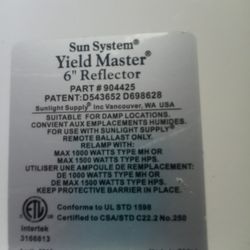 Sun System®
Yield Master®
6" Reflector
PART # 904425
PATENT: D543652 D698628
Sunlight Supply® Inc Vancouver, WA USA
SUITABLE FOR DAMP LOCATIONS.
CONVIENT AUX EMPLACEMENTS HUMIDES.
FOR USE WITH SUNLIGHT SUPPLY®
REMOTE BALLAST ONLY.
RELAMP WITH:
MAX 1000 WATTS TYPE MH OR
MAX 1500 WATTS TYPE HPS.
UTILISER UNE AMPOULE DE REMPLACEMENT:
DE 1000 WATTS TYPE MH OR
DE MAX 1500 WATTS TYPE HPS.
KEEP PROTECTIVE BARRIER IN PLACE.
ETL
Intertek
3166813
Conforms to UL STD 1598
Certified to CSA/STD C22.2 No.250